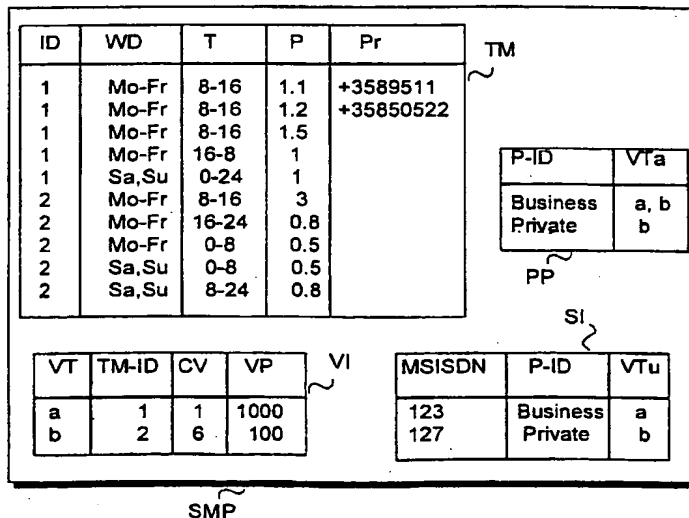 ID WD T P Pr
1 Mo-Fr 8-16 1.1 +3589511
1 Mo-Fr 8-16 1.2 +35850522
1 Mo-Fr 8-16 1.5
1 Mo-Fr 16-8 1
1 Sa,Su 0-24 1
2 Mo-Fr 8-16 3
2 Mo-Fr 16-24 0.8
2 Mo-Fr 0-8 0.5
2 Sa,Su 0-8 0.5
2 Sa,Su 8-24 0.8
TM
P-ID VTa
Business a, b
Private b
PP
VT TM-ID CV VP
a 1 1 1000
b 2 6 100
VI
SI
MSISDN P-ID VTu
123 Business a
127 Private b
SMP